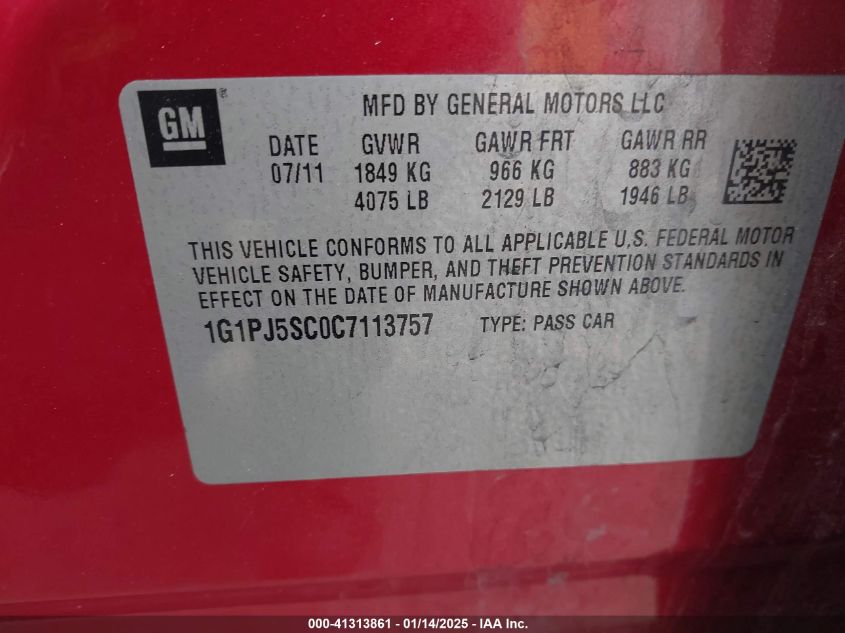 GM®
MFD BY GENERAL MOTORS LLC
DATE GVWR GAWR FRT GAWR RR
07/11 1849 KG 966 KG 883 KG
4075 LB 2129 LB 1946 LB
THIS VEHICLE CONFORMS TO ALL APPLICABLE U.S. FEDERAL MOTOR
VEHICLE SAFETY, BUMPER, AND THEFT PREVENTION STANDARDS IN
EFFECT ON THE DATE OF MANUFACTURE SHOWN ABOVE.
1G1PJ5SC0C7113757 TYPE: PASS CAR
000-41313861 - 01/14/2025 - IAA Inc.